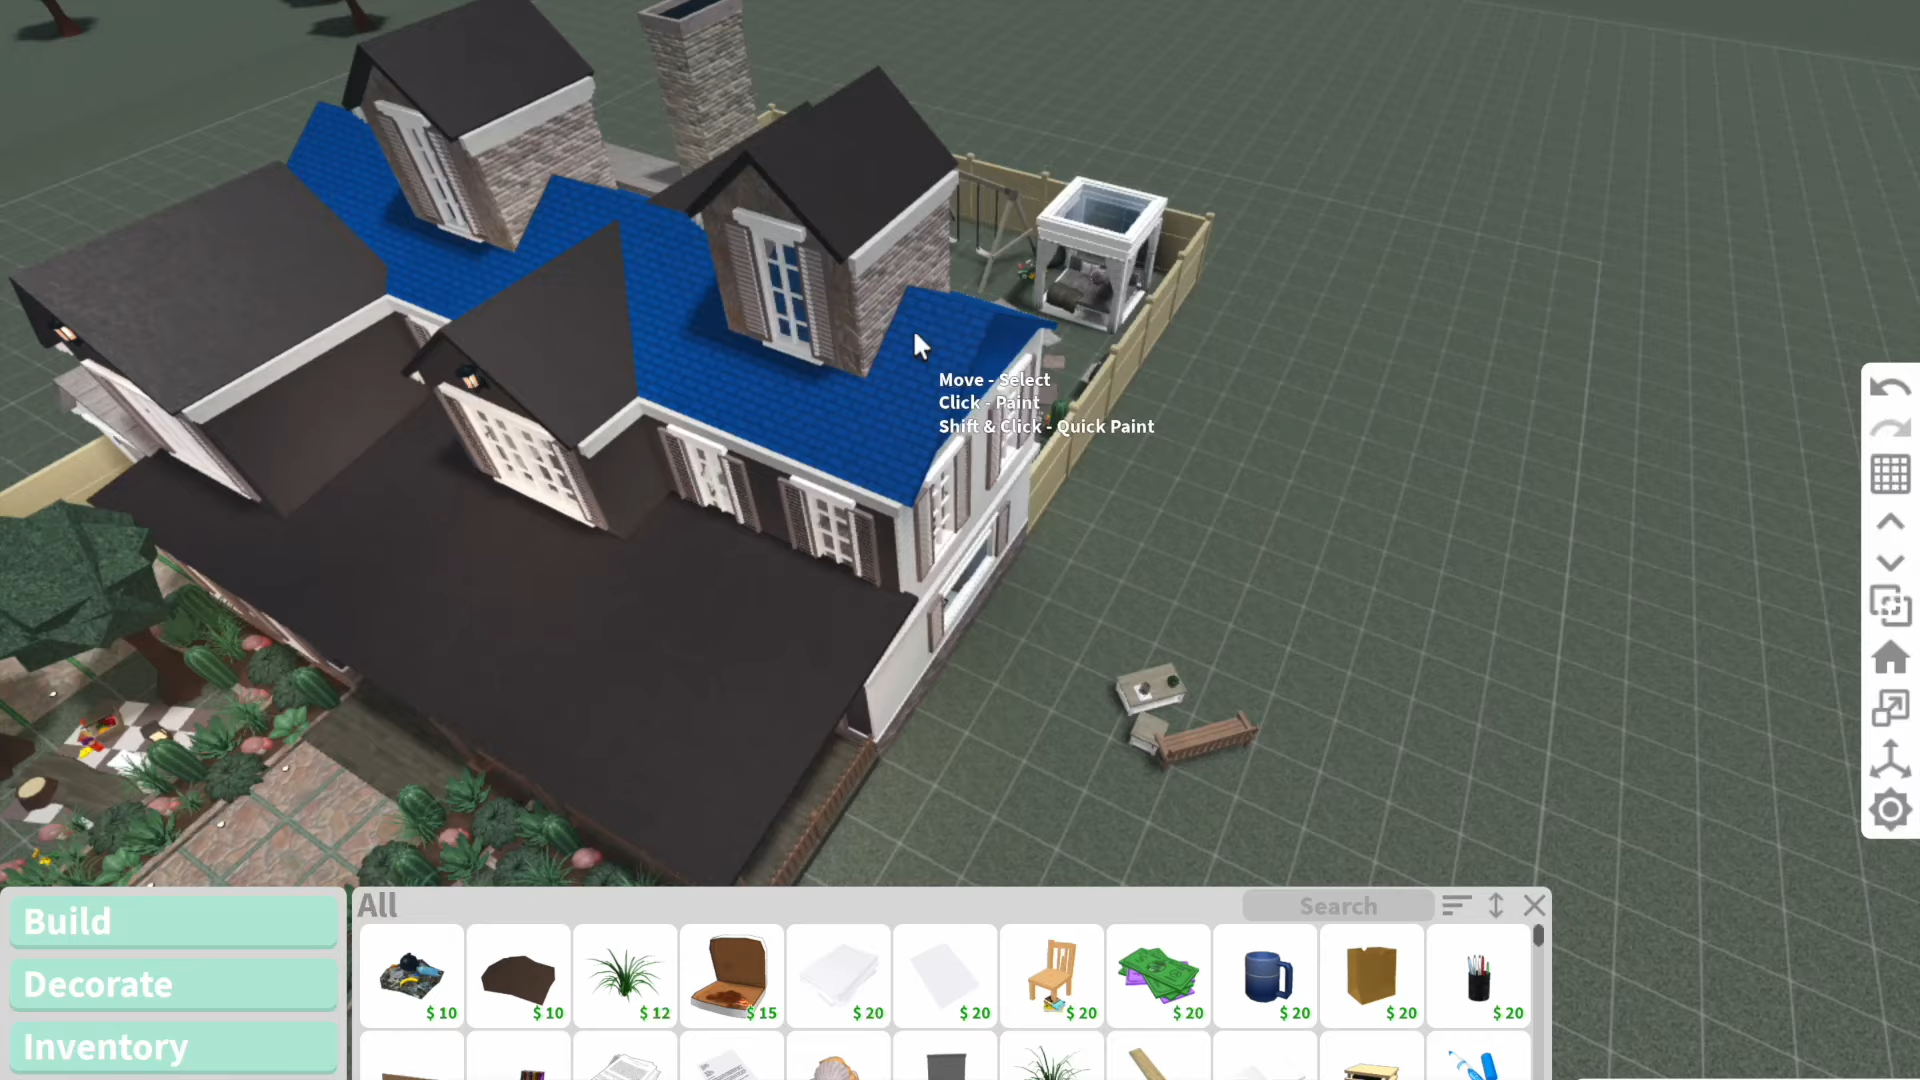 Move - Select
Click - Paint
Shift & Click - Quick Paint
Build
Decorate
Inventory
All
Search
$ 10
$ 10
$ 12
$ 15
$ 20
$ 20
$ 20
$ 20
$ 20
$ 20
$ 20